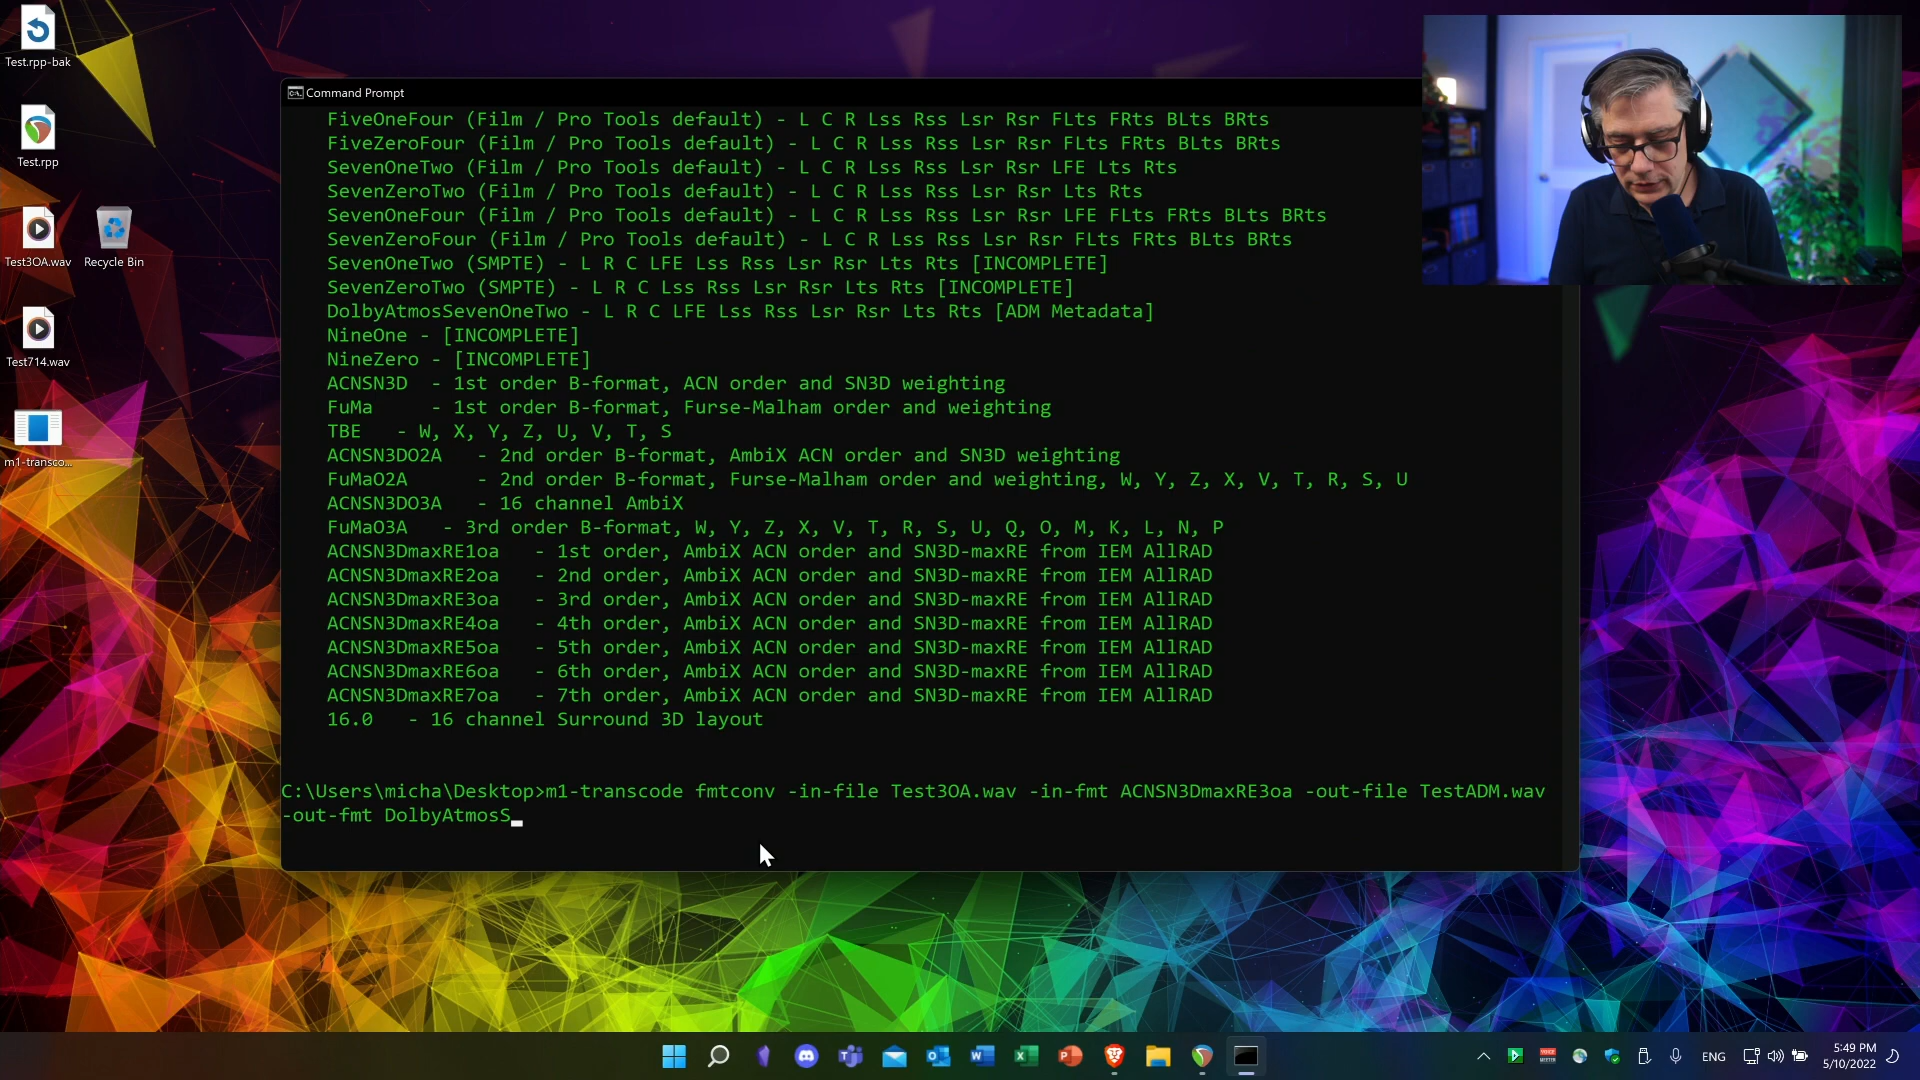 Test.rpp-bak
Test.rpp
Test3OA.wav
Recycle Bin
Test714.wav
m1-transco...
Command Prompt
FiveOneFour (Film / Pro Tools default) - L C R Lss Rss Lsr Rsr FLts FRts BLts BRts
FiveZeroFour (Film / Pro Tools default) - L C R Lss Rss Lsr Rsr FLts FRts BLts BRts
SevenOneTwo (Film / Pro Tools default) - L C R Lss Rss Lsr Rsr LFE Lts Rts
SevenZeroTwo (Film / Pro Tools default) - L C R Lss Rss Lsr Rsr Lts Rts
SevenOneFour (Film / Pro Tools default) - L C R Lss Rss Lsr Rsr LFE FLts FRts BLts BRts
SevenZeroFour (Film / Pro Tools default) - L C R Lss Rss Lsr Rsr FLts FRts BLts BRts
SevenOneTwo (SMPTE) - L R C LFE Lss Rss Lsr Rsr Lts Rts [INCOMPLETE]
SevenZeroTwo (SMPTE) - L R C Lss Rss Lsr Rsr Lts Rts [INCOMPLETE]
DolbyAtmosSevenOneTwo - L R C LFE Lss Rss Lsr Rsr Lts Rts [ADM Metadata]
NineOne - [INCOMPLETE]
NineZero - [INCOMPLETE]
ACNSN3D - 1st order B-format, ACN order and SN3D weighting
FuMa - 1st order B-format, Furse-Malham order and weighting
TBE - W, X, Y, Z, U, V, T, S
ACNSN3DO2A - 2nd order B-format, AmbiX ACN order and SN3D weighting
FuMaO2A - 2nd order B-format, Furse-Malham order and weighting, W, Y, Z, X, V, T, R, S, U
ACNSN3DO3A - 16 channel AmbiX
FuMaO3A - 3rd order B-format, W, Y, Z, X, V, T, R, S, U, Q, O, M, K, L, N, P
ACNSN3DmaxRE1oa - 1st order, AmbiX ACN order and SN3D-maxRE from IEM AllRAD
ACNSN3DmaxRE2oa - 2nd order, AmbiX ACN order and SN3D-maxRE from IEM AllRAD
ACNSN3DmaxRE3oa - 3rd order, AmbiX ACN order and SN3D-maxRE from IEM AllRAD
ACNSN3DmaxRE4oa - 4th order, AmbiX ACN order and SN3D-maxRE from IEM AllRAD
ACNSN3DmaxRE5oa - 5th order, AmbiX ACN order and SN3D-maxRE from IEM AllRAD
ACNSN3DmaxRE6oa - 6th order, AmbiX ACN order and SN3D-maxRE from IEM AllRAD
ACNSN3DmaxRE7oa - 7th order, AmbiX ACN order and SN3D-maxRE from IEM AllRAD
16.0 - 16 channel Surround 3D layout
C:\Users\micha\Desktop>m1-transcode fmtconv -in-file Test3OA.wav -in-fmt ACNSN3DmaxRE3oa -out-file TestADM.wav
-out-fmt DolbyAtmosS
ENG
5:49 PM
5/10/2022